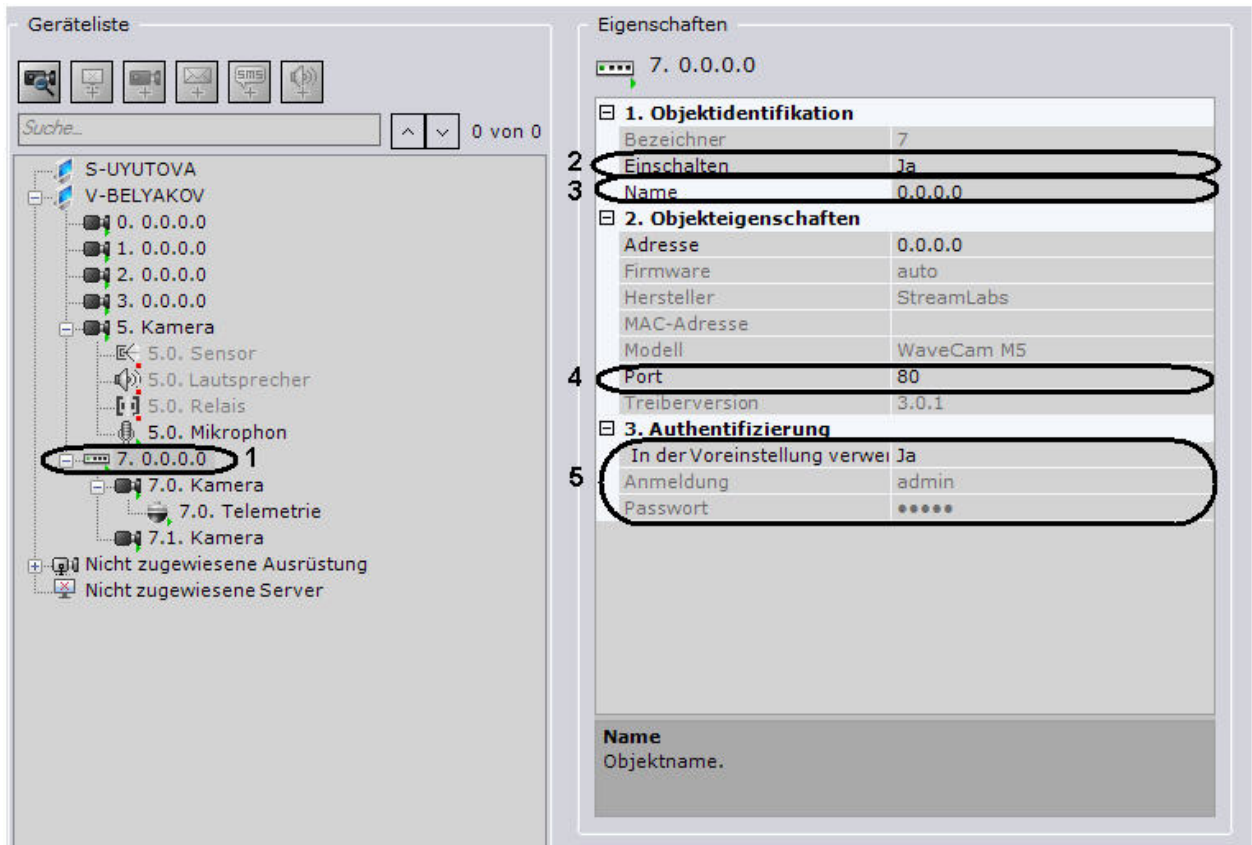 Geräteliste
sms
Suche...
0 von 0
S-UYUTOVA
V-BELYAKOV
0. 0.0.0.0
1. 0.0.0.0
2. 0.0.0.0
3. 0.0.0.0
5. Kamera
5.0. Sensor
5.0. Lautsprecher
5.0. Relais
5.0. Mikrophon
7. 0.0.0.0 1
7.0. Kamera
7.0. Telemetrie
7.1. Kamera
Nicht zugewiesene Ausrüstung
Nicht zugewiesene Server
Eigenschaften
7. 0.0.0.0
1. Objektidentifikation
Bezeichner 7
2 Einschalten Ja
3 Name 0.0.0.0
2. Objekteigenschaften
Adresse 0.0.0.0
Firmware auto
Hersteller StreamLabs
MAC-Adresse
Modell WaveCam M5
4 Port 80
Treiberversion 3.0.1
3. Authentifizierung
In der Voreinstellung verwei Ja
5 Anmeldung admin
Passwort •••••
Name
Objektname.